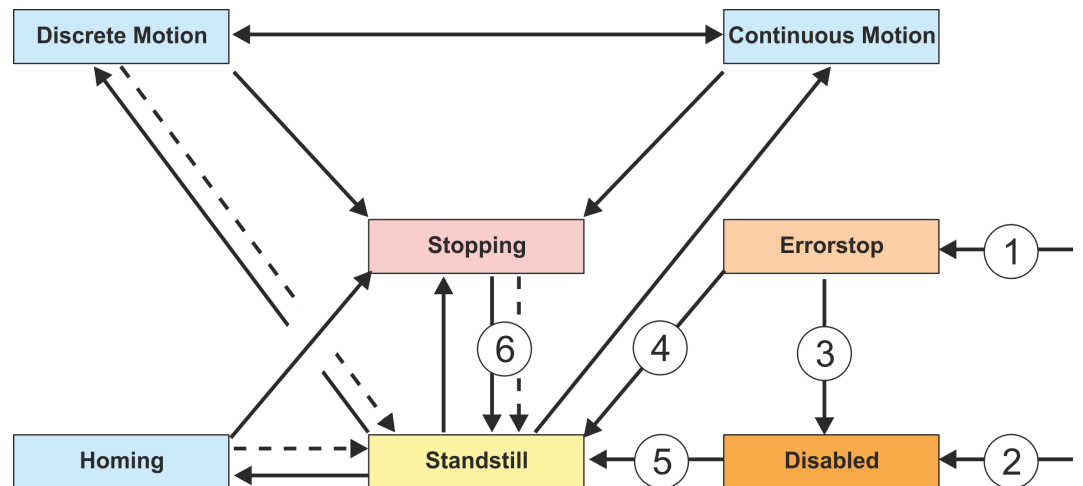 Discrete Motion
Continuous Motion
Stopping
Errorstop
1
6
4
3
Homing
Standstill
5
Disabled
2